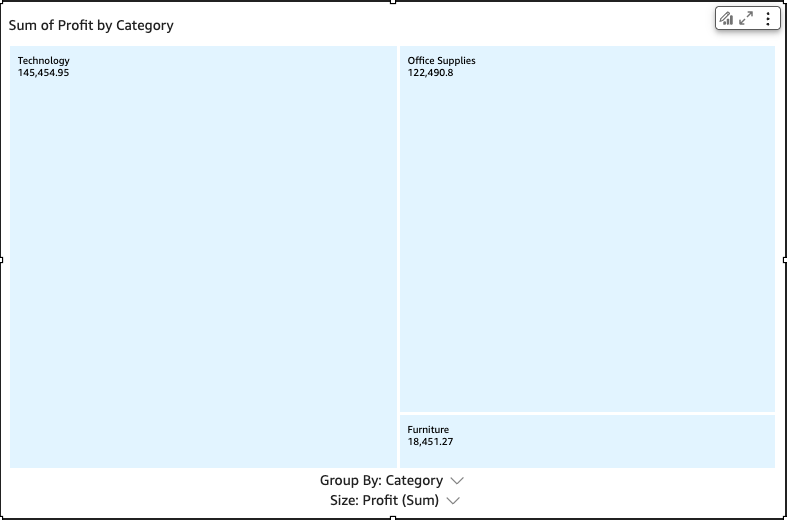 Sum of Profit by Category
Technology
145,454.95
Office Supplies
122,490.8
Furniture
18,451.27
Group By: Category
Size: Profit (Sum)